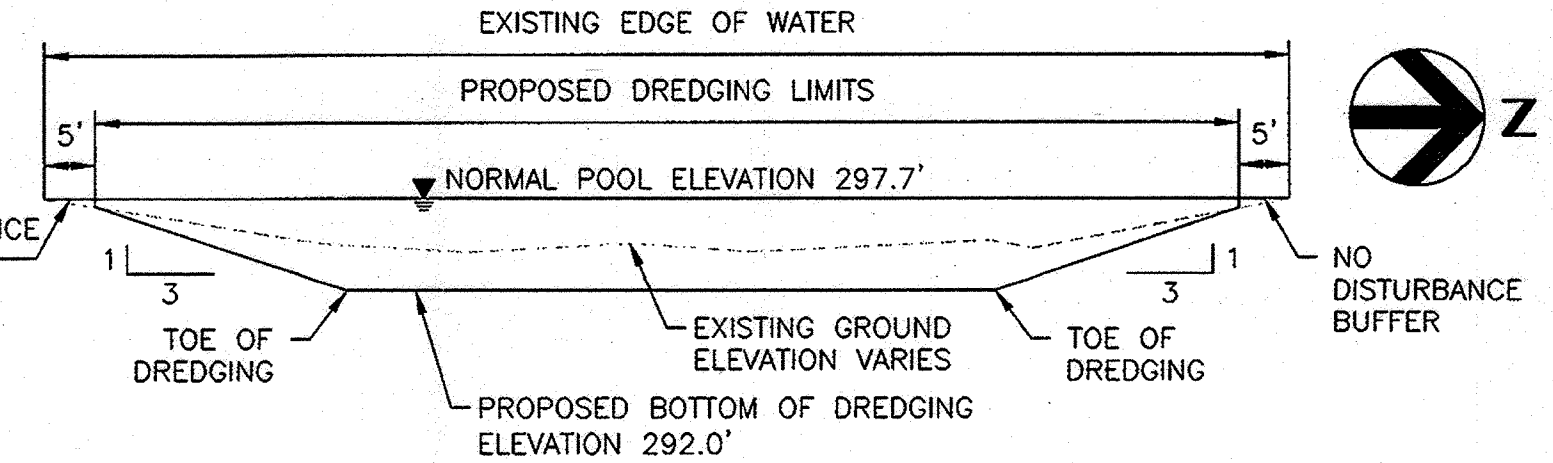 EXISTING EDGE OF WATER
PROPOSED DREDGING LIMITS
5'
5'
Z
NORMAL POOL ELEVATION 297.7'
1
3
1
3
NO
DISTURBANCE
BUFFER
TOE OF
DREDGING
EXISTING GROUND
ELEVATION VARIES
TOE OF
DREDGING
PROPOSED BOTTOM OF DREDGING
ELEVATION 292.0'